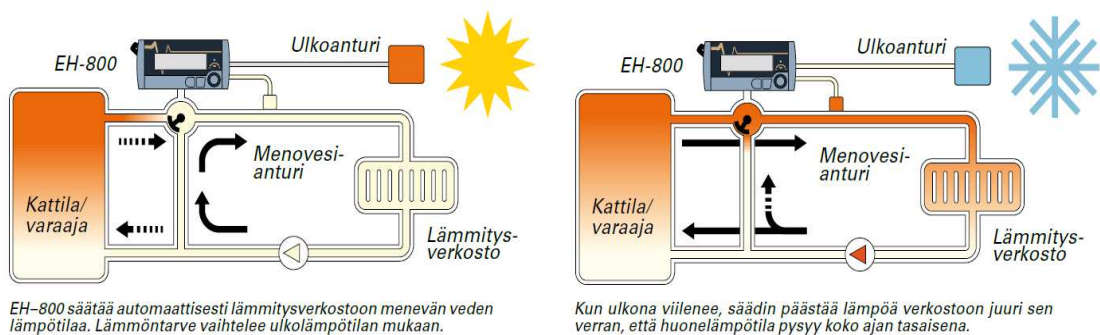 Ulkoanturi
EH-800
Menovesi-
anturi
Kattila/
varaaja
Lämmitys-
verkosto
EH–800 säätää automaattisesti lämmitysverkostoon menevän veden
lämpötilaa. Lämmöntarve vaihtelee ulkolämpötilan mukaan.
Ulkoanturi
EH-800
Menovesi-
anturi
Kattila/
varaaja
Lämmitys-
verkosto
Kun ulkona viilenee, säädin päästää lämpöä verkostoon juuri sen
verran, että huonelämpötila pysyy koko ajan tasaisena.